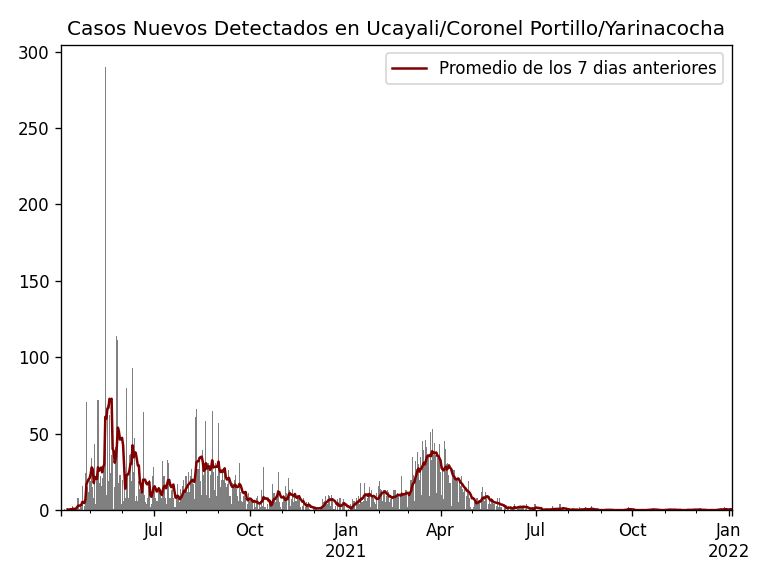 Casos Nuevos Detectados en Ucayali/Coronel Portillo/Yarinacocha
Promedio de los 7 dias anteriores
300
250
200
150
100
50
0
Jul
Oct
Jan
2021
Apr
Jul
Oct
Jan
2022